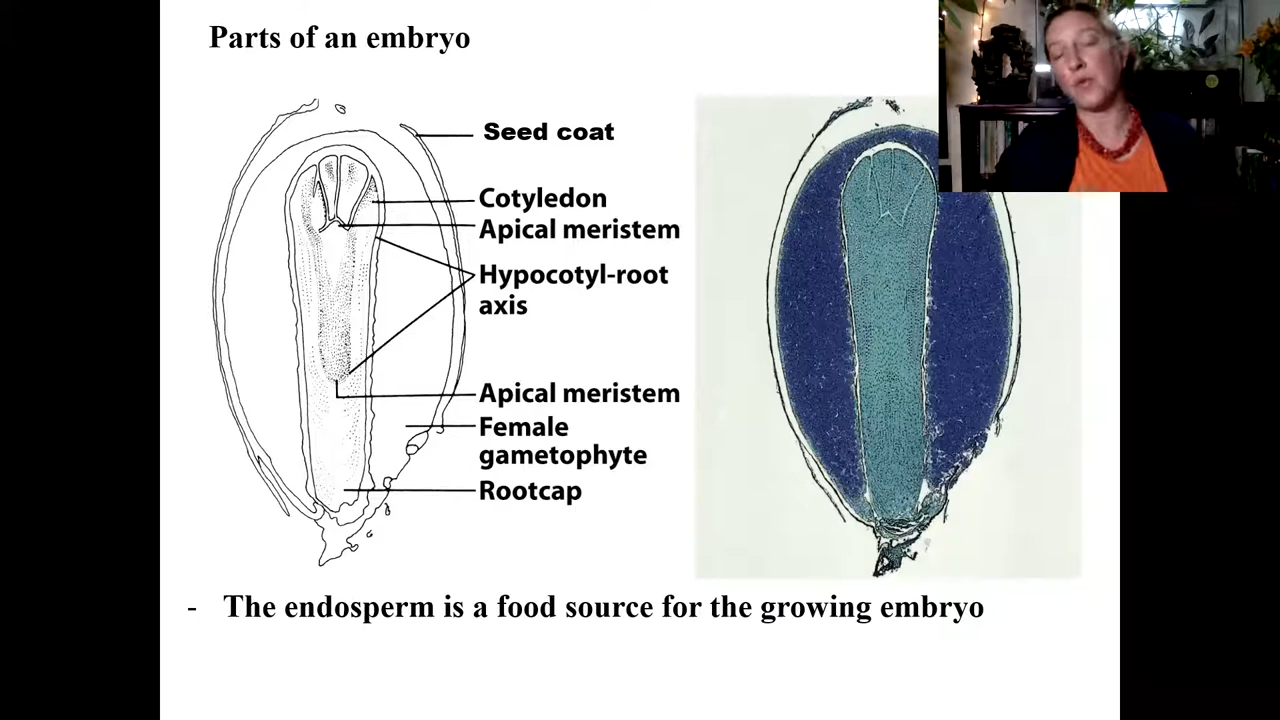 Parts of an embryo
Seed coat
Cotyledon
Apical meristem
Hypocotyl-root
axis
Apical meristem
Female
gametophyte
Rootcap
- The endosperm is a food source for the growing embryo